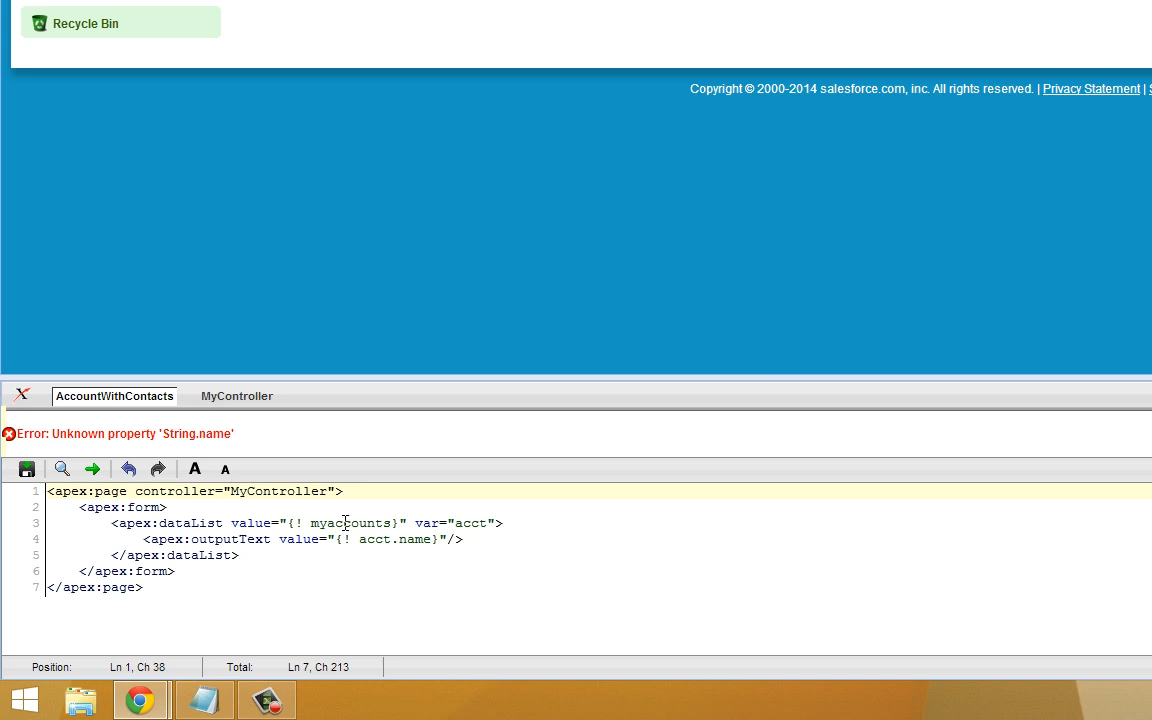 Recycle Bin
Copyright © 2000-2014 salesforce.com, inc. All rights reserved. | Privacy Statement |
AccountWithContacts MyController
Error: Unknown property 'String.name'
A A
1 <apex:page controller="MyController">
2 <apex:form>
3 <apex:dataList value="{! myaccounts}" var="acct">
4 <apex:outputText value="{! acct.name}"/>
5 </apex:dataList>
6 </apex:form>
7 </apex:page>
Position: Ln 1, Ch 38 Total: Ln 7, Ch 213